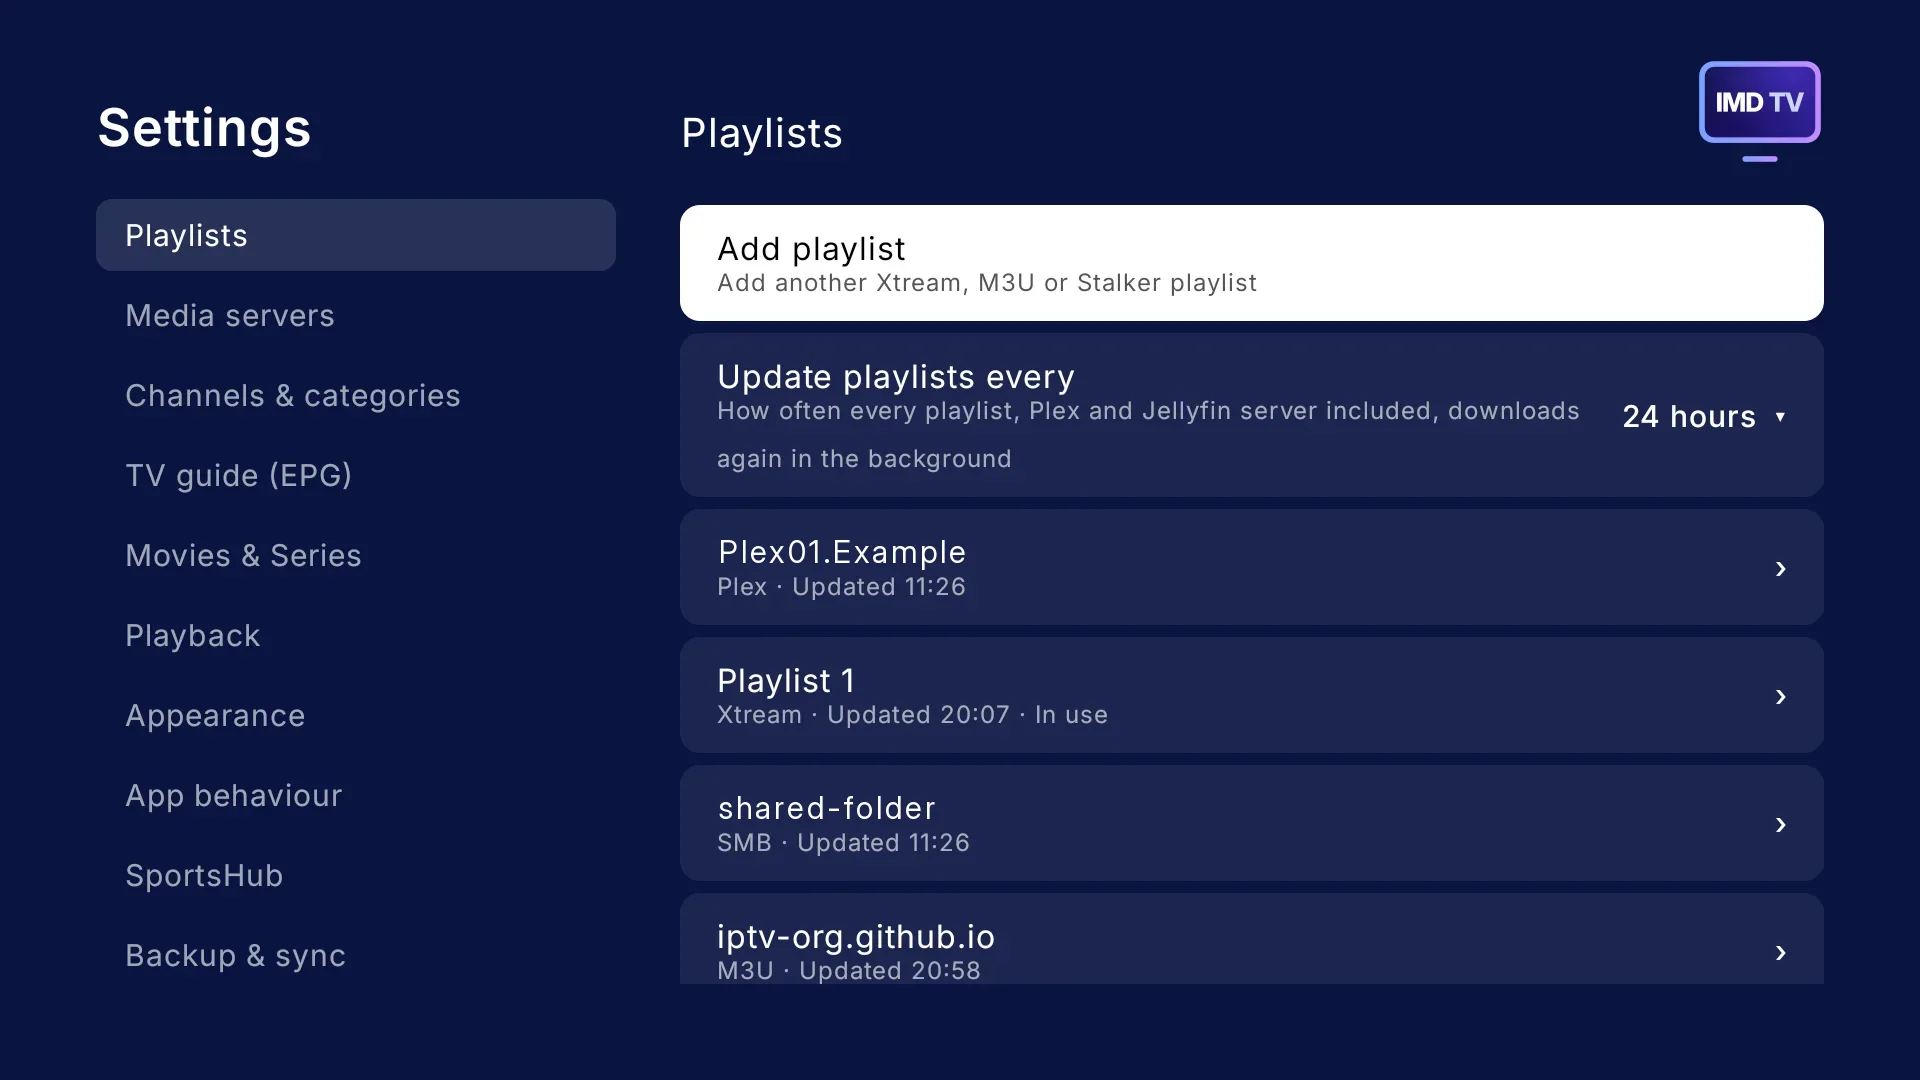 Settings
Playlists
Media servers
Channels & categories
TV guide (EPG)
Movies & Series
Playback
Appearance
App behaviour
SportsHub
Backup & sync
Playlists
IMD TV
Add playlist
Add another Xtream, M3U or Stalker playlist
Update playlists every
How often every playlist, Plex and Jellyfin server included, downloads
again in the background
24 hours
Plex01.Example
Plex · Updated 11:26
Playlist 1
Xtream · Updated 20:07 · In use
shared-folder
SMB · Updated 11:26
iptv-org.github.io
M3U · Updated 20:58